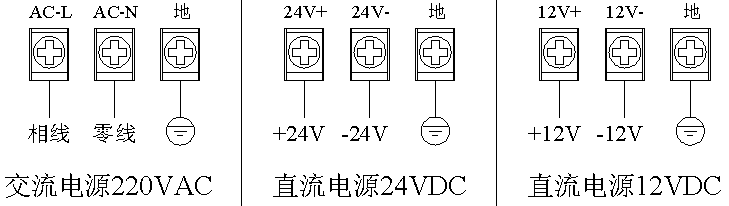 AC-L AC-N 地 24V+ 24V- 地 12V+ 12V- 地
相线 零线 +24V -24V +12V -12V
交流电源220VAC 直流电源24VDC 直流电源12VDC